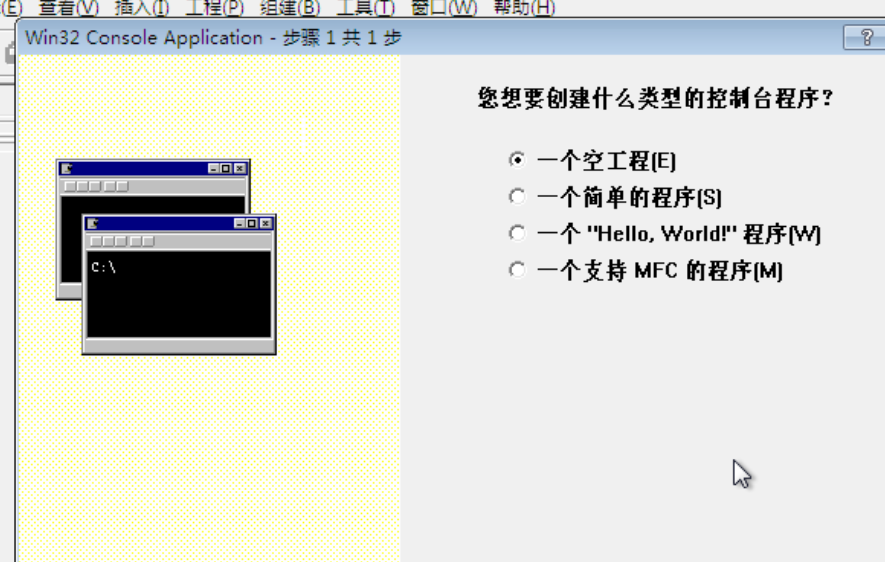 (E) 查看(V) 插入(I) 工程(P) 组建(B) 工具(T) 窗口(W) 帮助(H)
Win32 Console Application - 步骤 1 共 1 步
?
您想要创建什么类型的控制台程序?
一个空工程(E)
一个简单的程序(S)
一个 "Hello, World!" 程序(W)
一个支持 MFC 的程序(M)
C:\